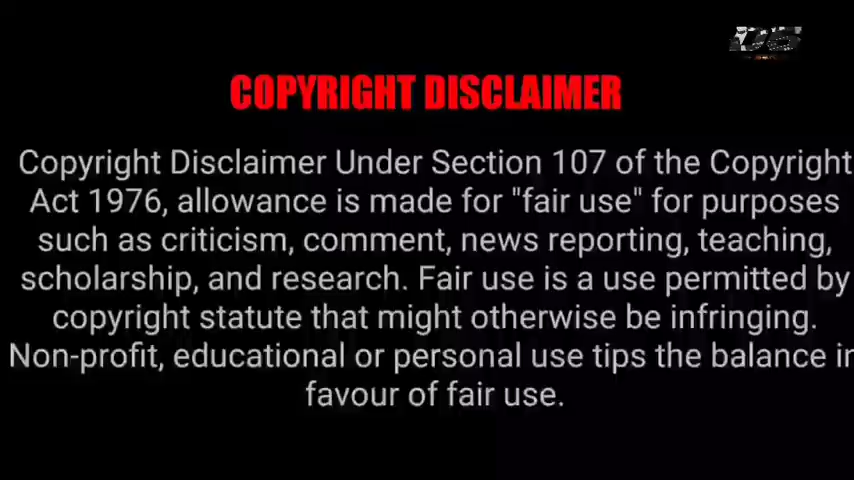 COPYRIGHT DISCLAIMER
Copyright Disclaimer Under Section 107 of the Copyright
Act 1976, allowance is made for "fair use" for purposes
such as criticism, comment, news reporting, teaching,
scholarship, and research. Fair use is a use permitted by
copyright statute that might otherwise be infringing.
Non-profit, educational or personal use tips the balance in
favour of fair use.